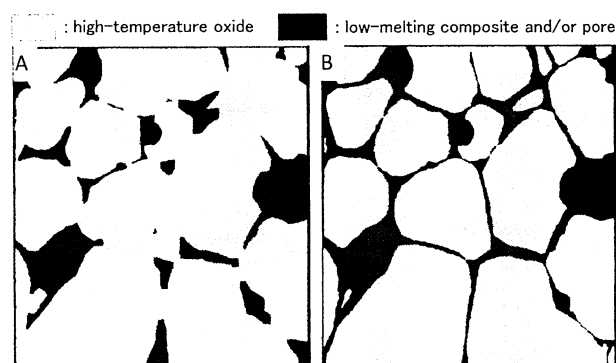 : high-temperature oxide : low-melting composite and/or pore
A B